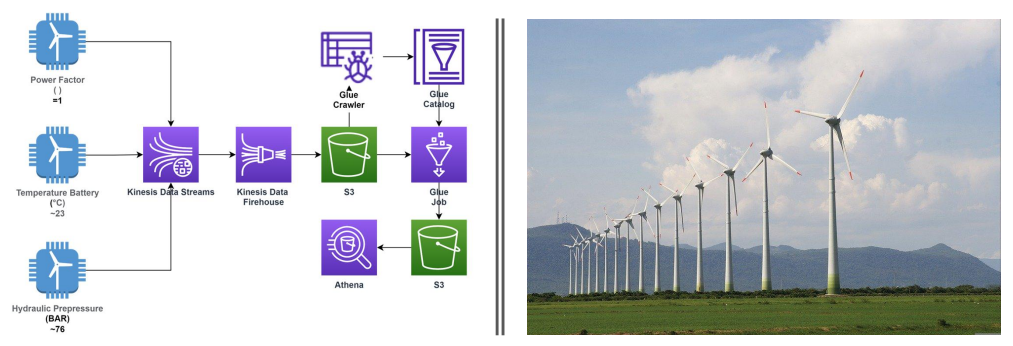 Power Factor
( )
=1
Temperature Battery
(°C)
~23
Hydraulic Prepressure
(BAR)
~76
Kinesis Data Streams
Kinesis Data
Firehouse
Glue
Crawler
S3
Glue
Catalog
Glue
Job
Athena
S3